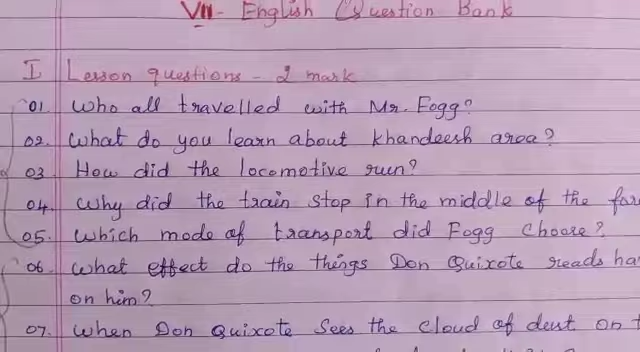 VII - English Question Bank
I Lesson questions - 2 mark
01. Who all travelled with Mr. Fogg?
02. What do you learn about Khandeesh area?
03. How did the locomotive run?
04. Why did the train stop in the middle of the
05. Which mode of transport did Fogg choose?
06. What effect do the things Don Quixote reads
on him?
07. When Don Quixote sees the cloud of dust on